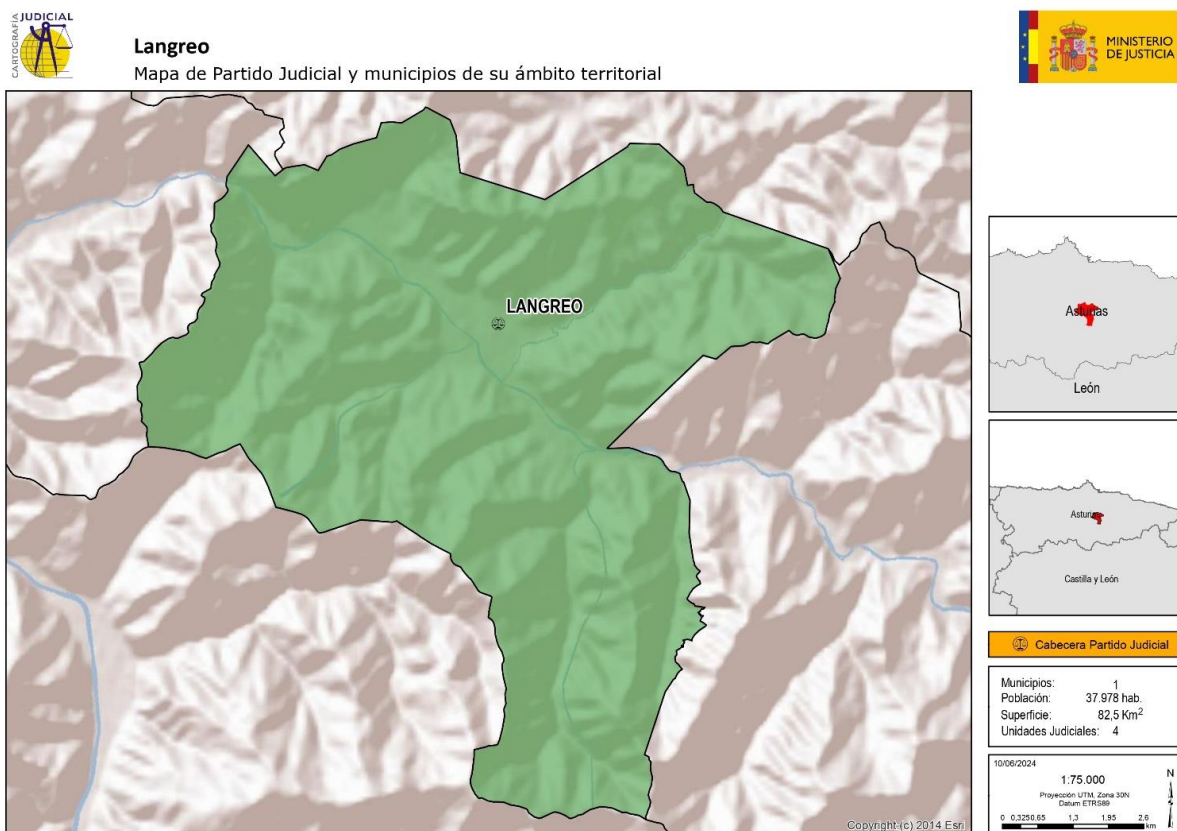 CARTOGRAFÍA
JUDICIAL
Langreo
Mapa de Partido Judicial y municipios de su ámbito territorial
MINISTERIO
DE JUSTICIA
LANGREO
Asturias
León
Asturias
Castilla y León
Cabecera Partido Judicial
Municipios: 1
Población: 37.978 hab.
Superficie: 82,5 Km²
Unidades Judiciales: 4
10/06/2024
1:75.000
N
Proyección UTM, Zona 30N
Datum ETRS89
0 0,3250,65 1,3 1,95 2,6
km
Copyright:(c) 2014 Esri